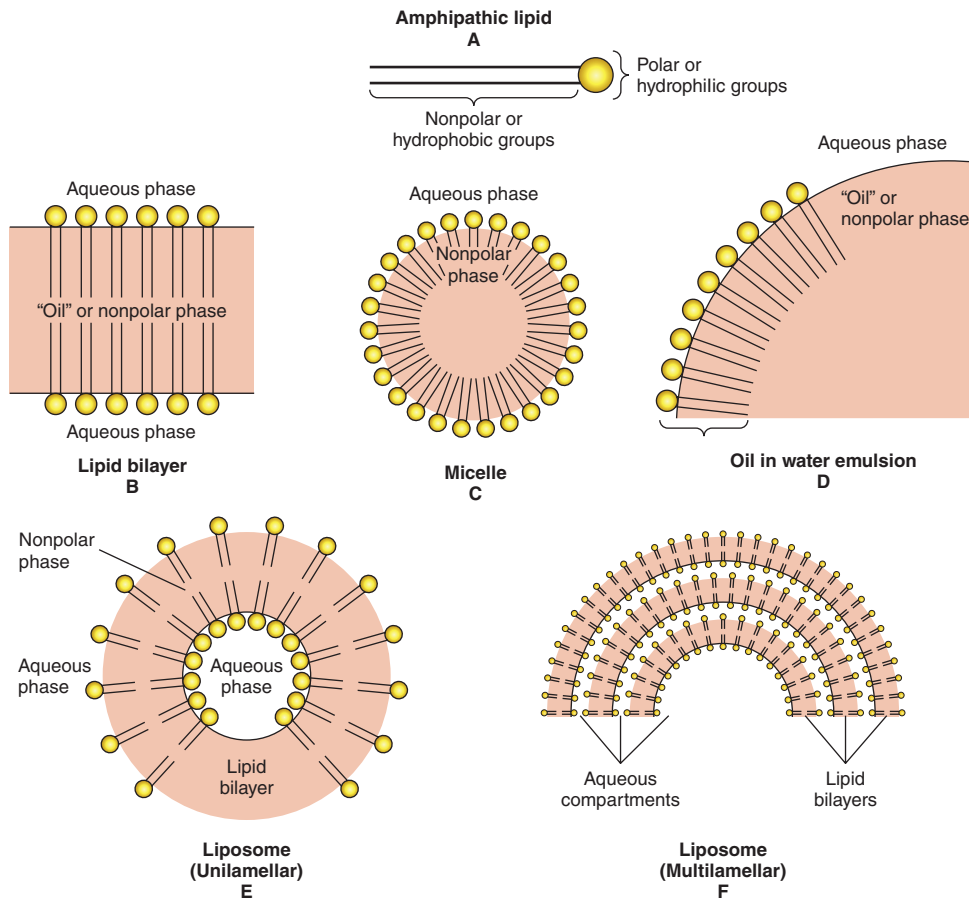 Amphipathic lipid
A
Polar or
hydrophilic groups
Nonpolar or
hydrophobic groups
Aqueous phase
"Oil" or nonpolar phase
Aqueous phase
Lipid bilayer
B
Aqueous phase
Nonpolar
phase
Micelle
C
Aqueous phase
"Oil" or
nonpolar phase
Oil in water emulsion
D
Nonpolar
phase
Aqueous
phase
Aqueous
phase
Lipid
bilayer
Liposome
(Unilamellar)
E
Aqueous
compartments
Lipid
bilayers
Liposome
(Multilamellar)
F